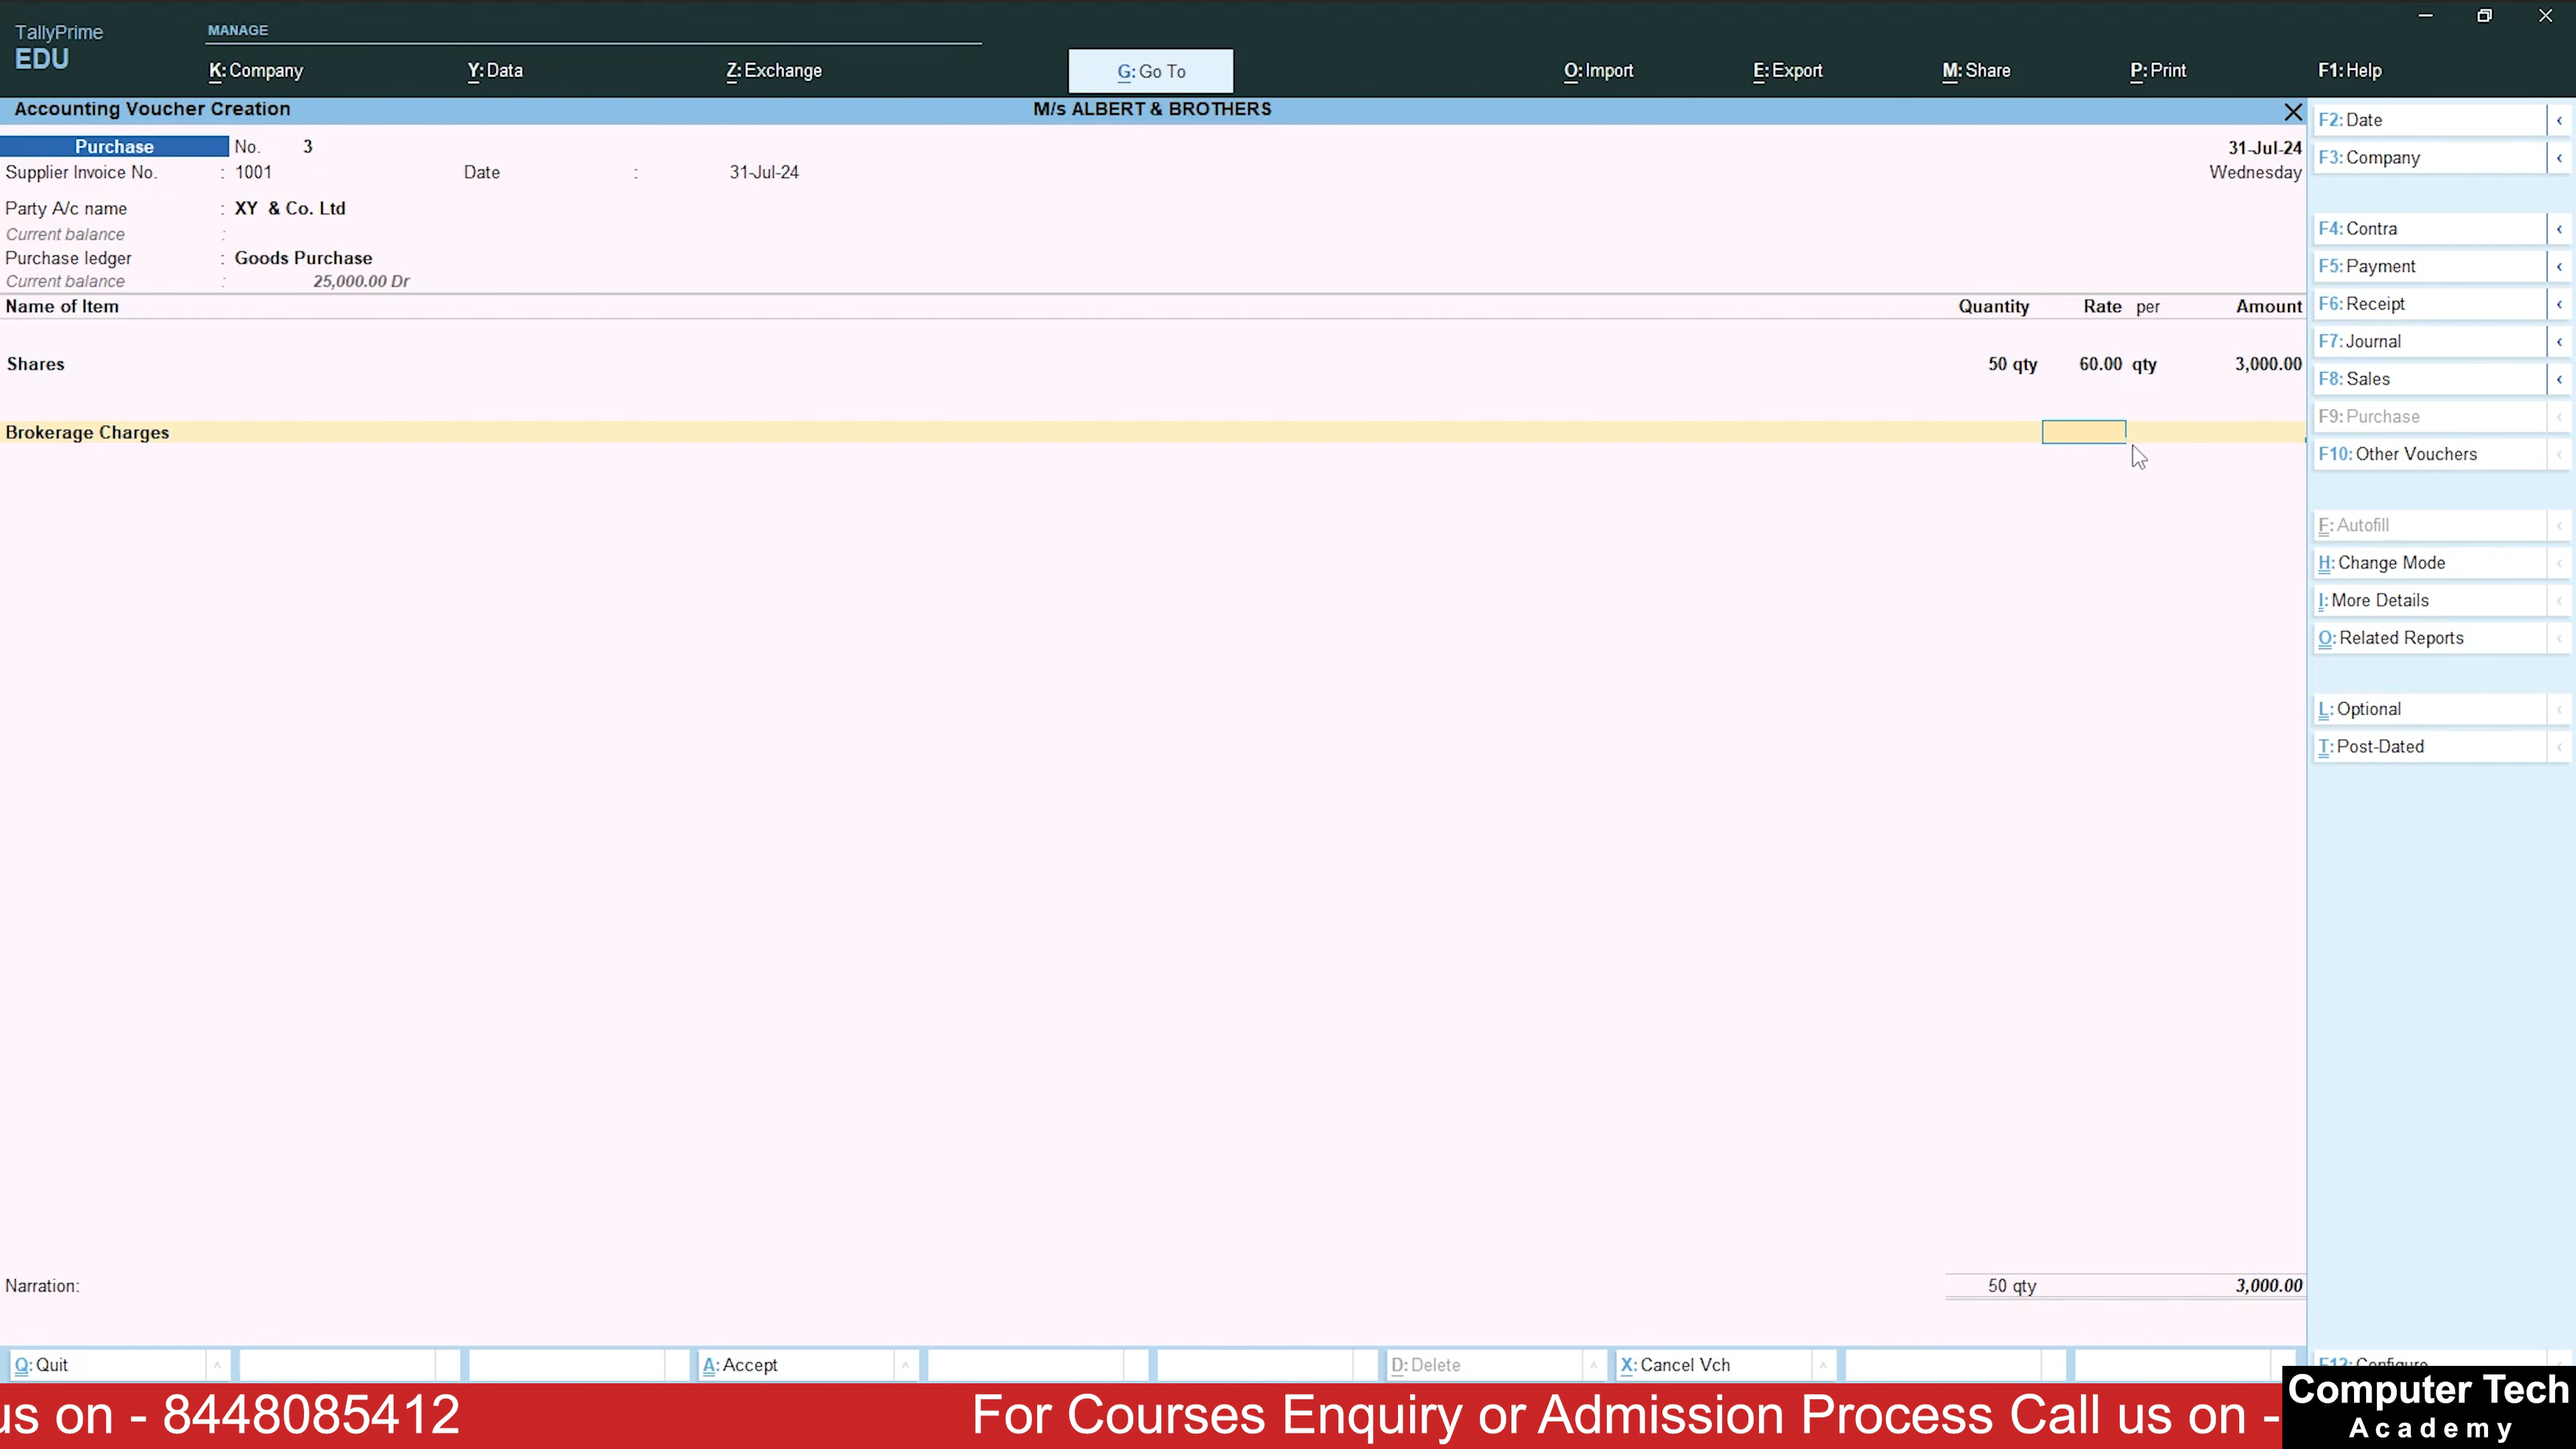 TallyPrime
EDU
MANAGE
K: Company Y: Data Z: Exchange G: Go To O: Import E: Export M: Share P: Print F1: Help
Accounting Voucher Creation M/s ALBERT & BROTHERS
Purchase No. 3 31-Jul-24
Supplier Invoice No. : 1001 Date : 31-Jul-24 Wednesday
Party A/c name : XY & Co. Ltd
Current balance :
Purchase ledger : Goods Purchase
Current balance : 25,000.00 Dr
Name of Item Quantity Rate per Amount
Shares 50 qty 60.00 qty 3,000.00
Brokerage Charges
Narration: 50 qty 3,000.00
F2: Date
F3: Company
F4: Contra
F5: Payment
F6: Receipt
F7: Journal
F8: Sales
F9: Purchase
F10: Other Vouchers
F: Autofill
H: Change Mode
I: More Details
O: Related Reports
L: Optional
T: Post-Dated
Q: Quit A: Accept D: Delete X: Cancel Vch F12: Configure
us on - 8448085412 For Courses Enquiry or Admission Process Call us on -
Computer Tech
Academy